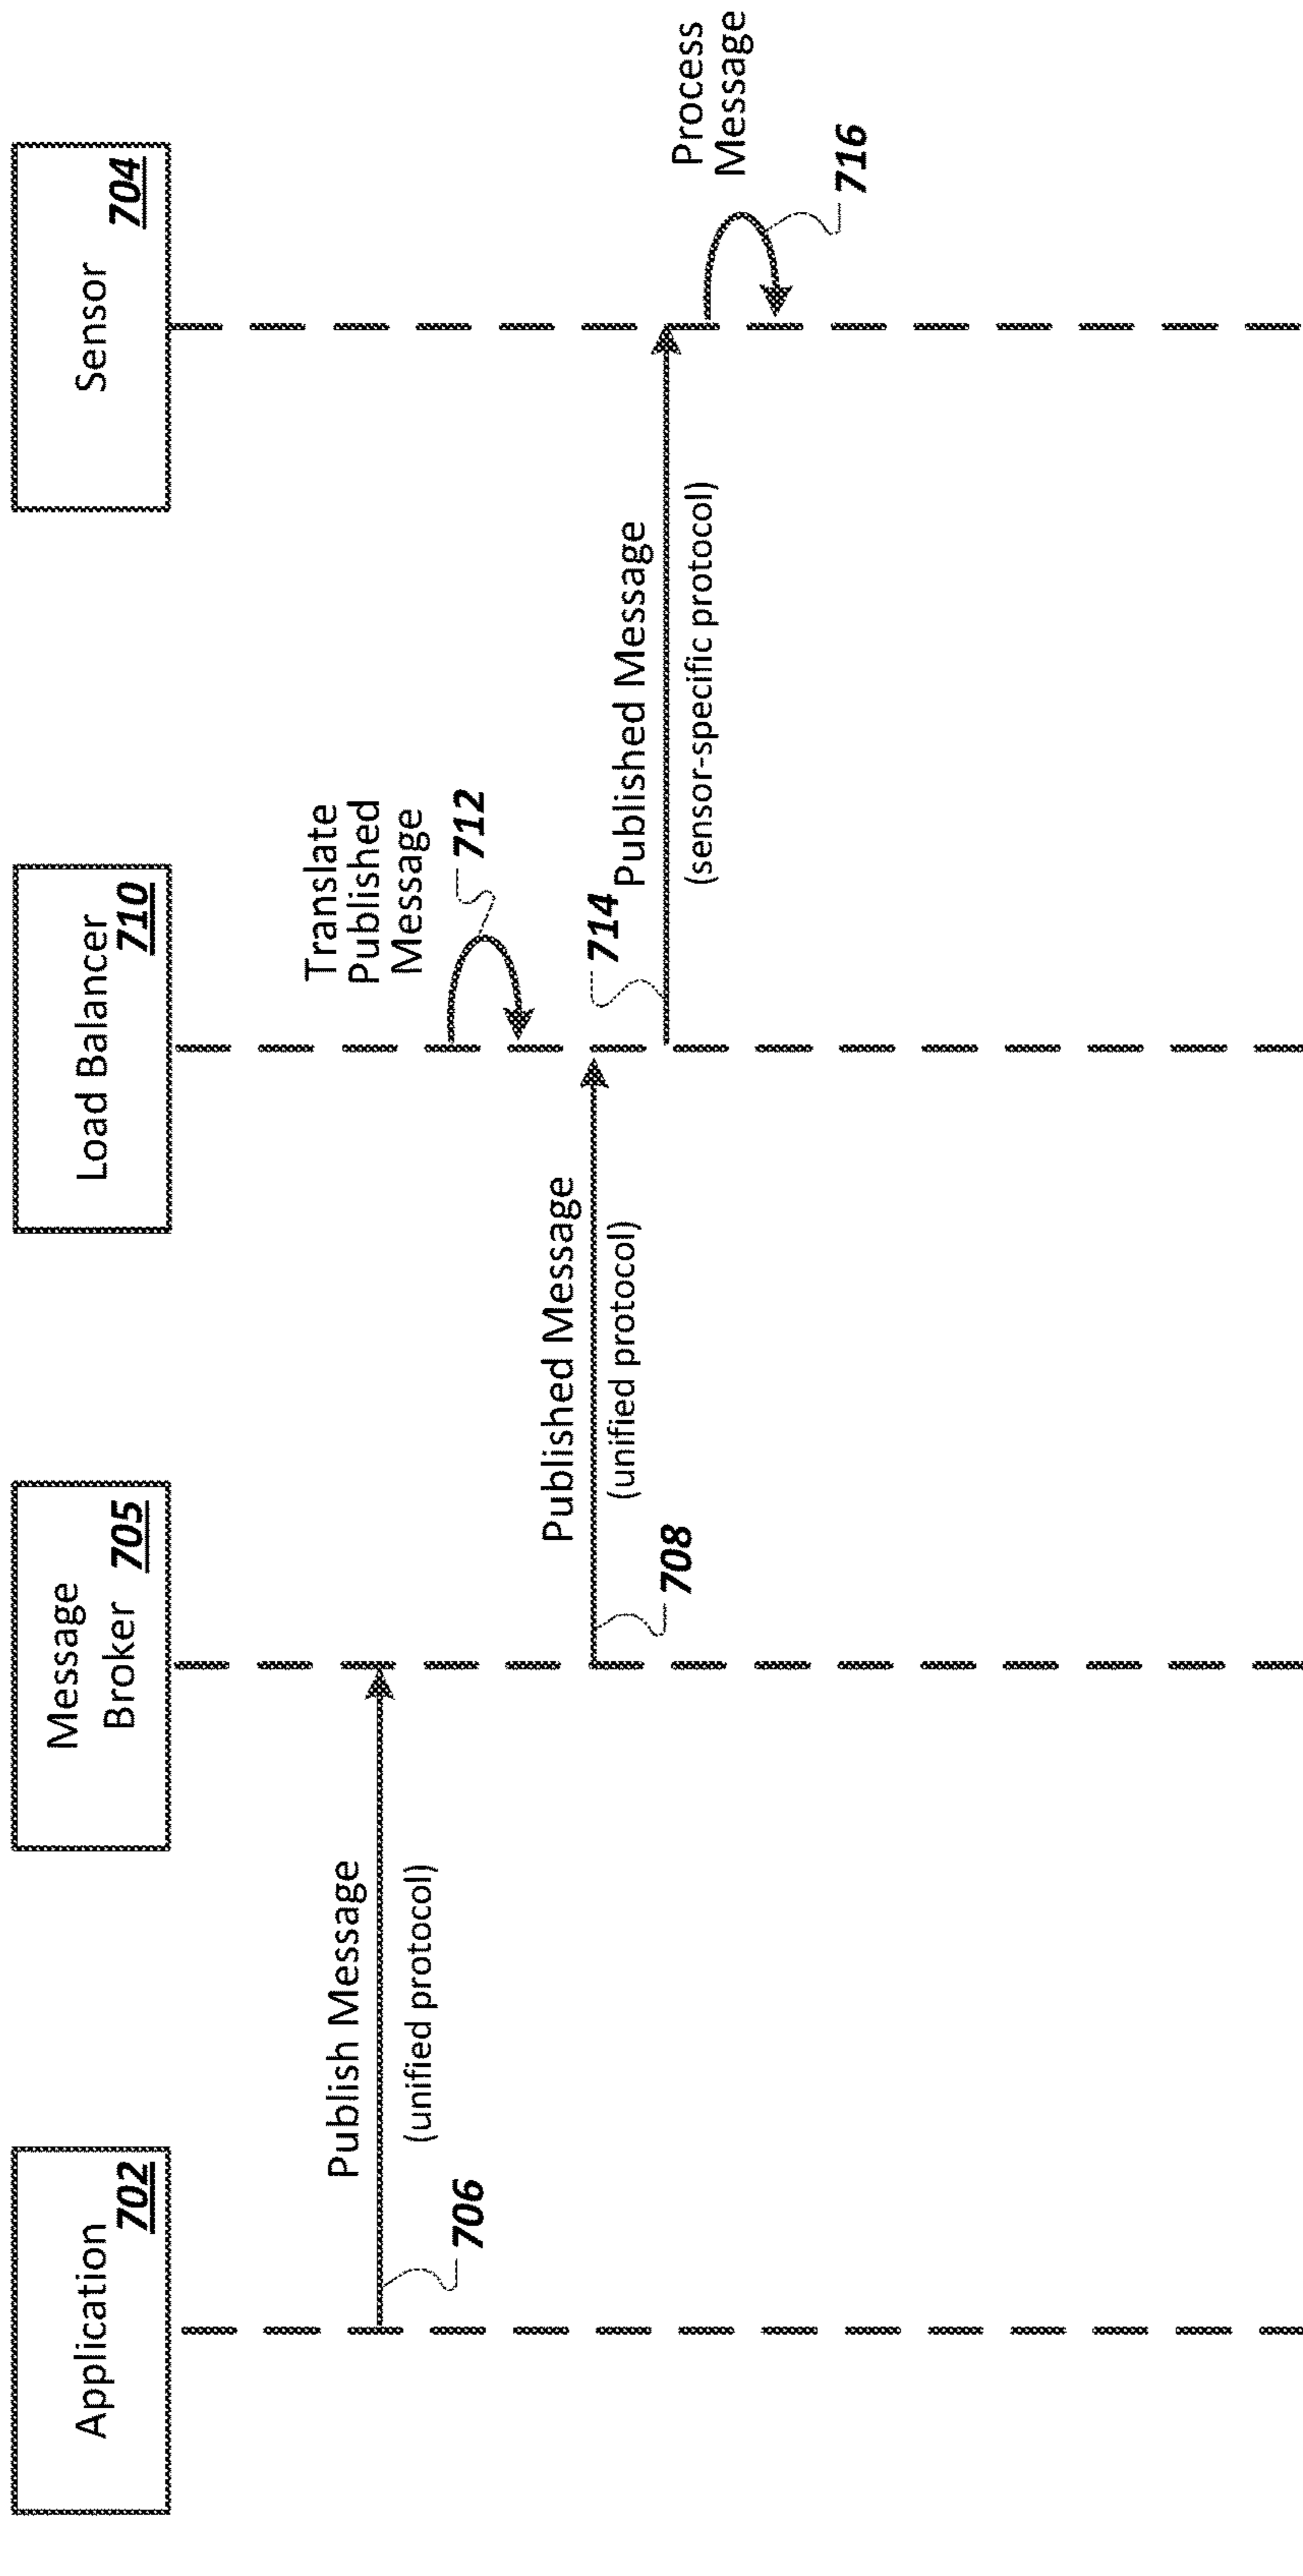 Application
702
Message
Broker 705
Load Balancer
710
Sensor
704
Publish Message
(unified protocol)
706
Translate
Published
Message
712
Published Message
(unified protocol)
708
714
Published Message
(sensor-specific protocol)
Process
Message
716